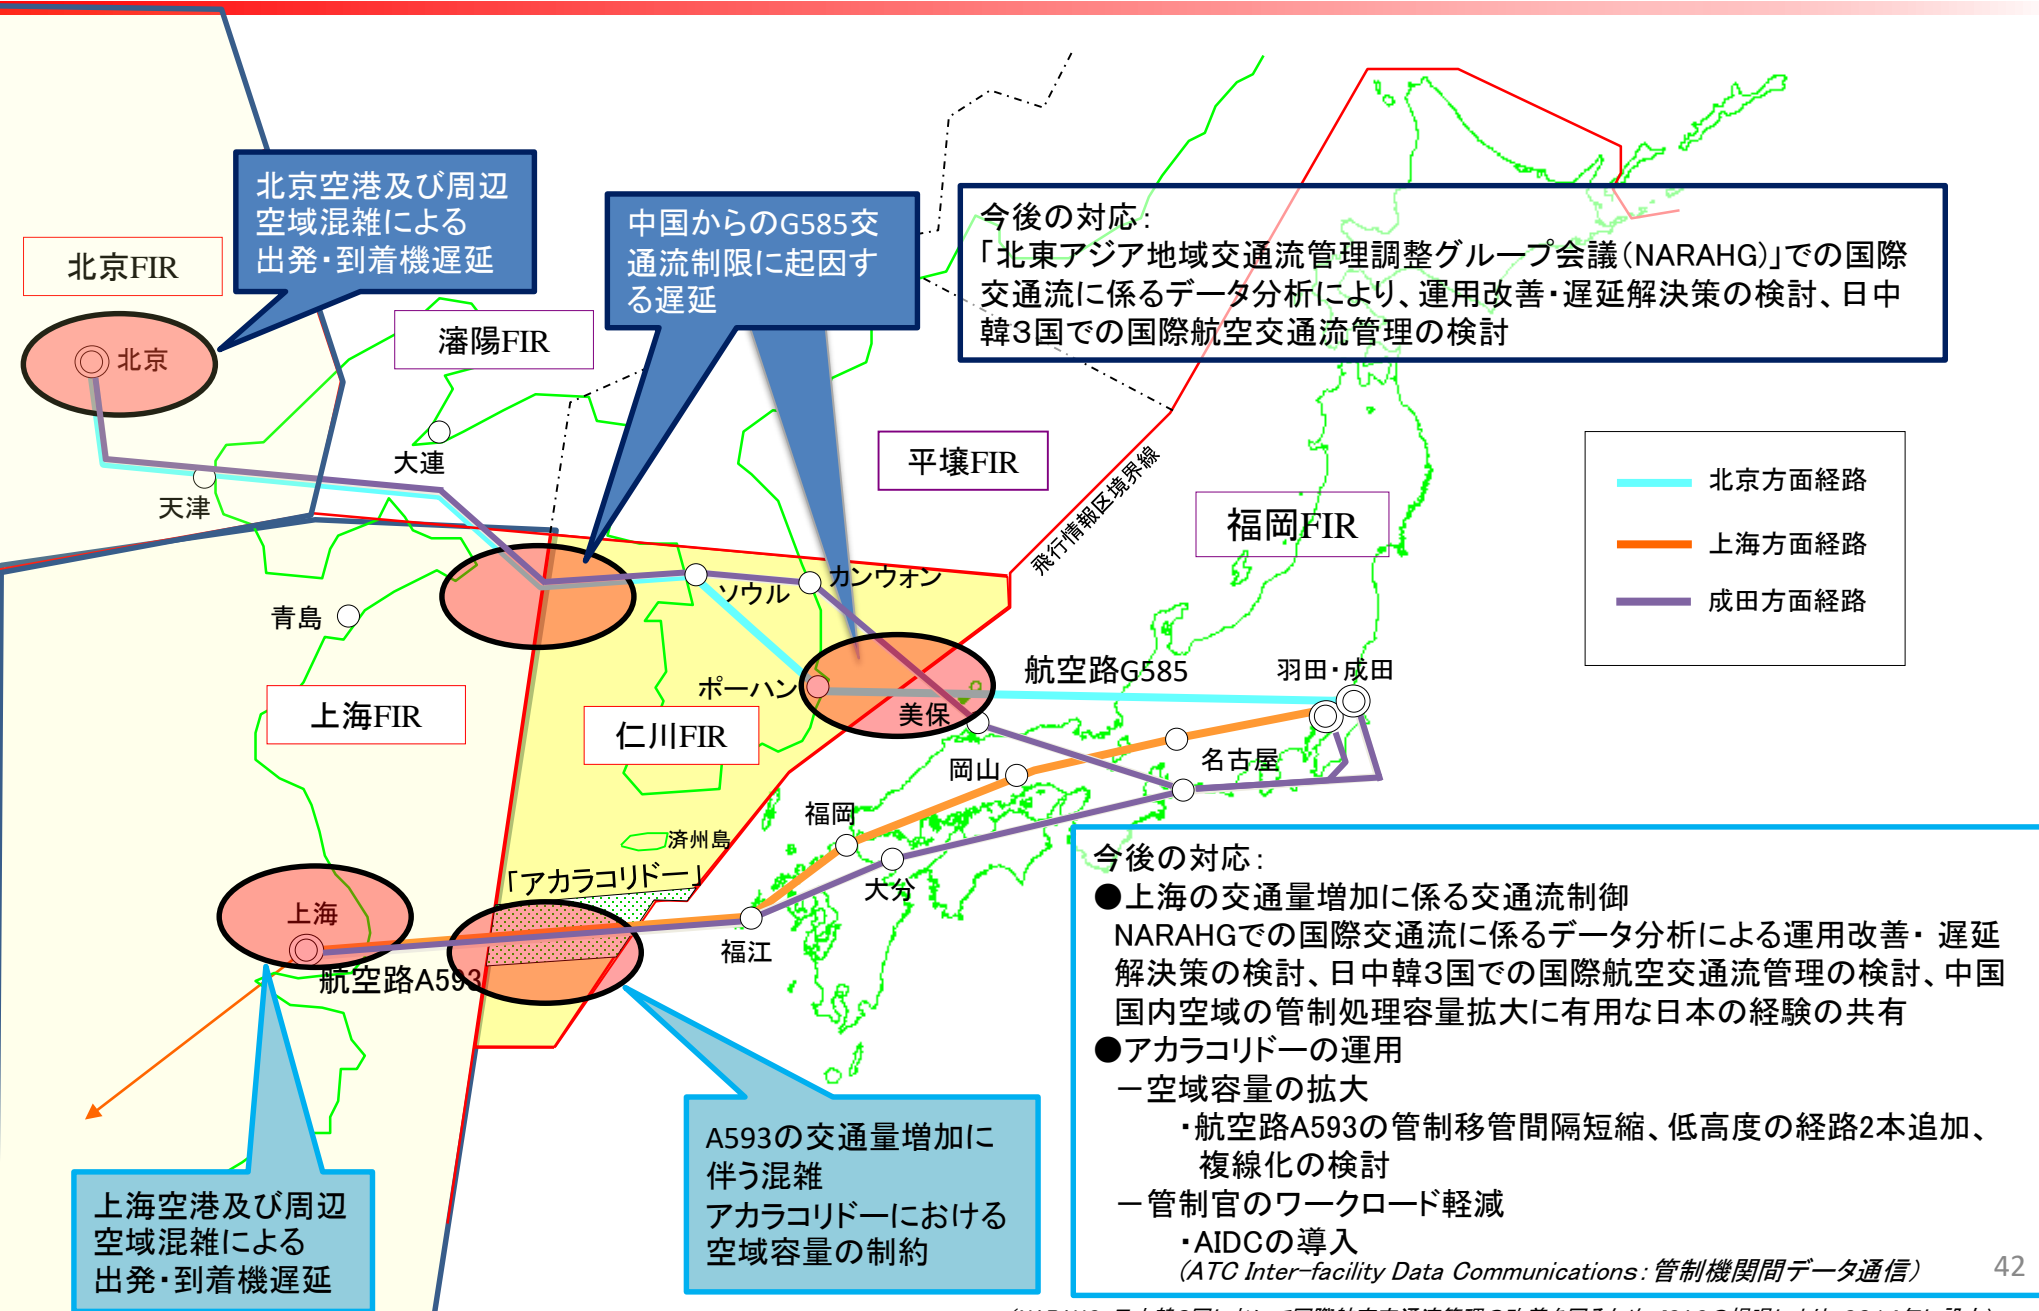 北京空港及び周辺
空域混雑による
出発・到着機遅延
中国からのG585交
通流制限に起因す
る遅延
今後の対応:
「北東アジア地域交通流管理調整グループ会議(NARAHG)」での国際
交通流に係るデータ分析により、運用改善・遅延解決策の検討、日中
韓3国での国際航空交通流管理の検討
北京FIR
瀋陽FIR
北京
大連
天津
平壌FIR
飛行情報区境界線
福岡FIR
北京方面経路
上海方面経路
成田方面経路
青島
ソウル
カンウォン
ポーハン
美保
航空路G585
羽田・成田
上海FIR
仁川FIR
岡山
名古屋
福岡
済州島
大分
「アカラコリドー」
上海
福江
航空路A593
今後の対応:
●上海の交通量増加に係る交通流制御
NARAHGでの国際交通流に係るデータ分析による運用改善・ 遅延
解決策の検討、日中韓3国での国際航空交通流管理の検討、中国
国内空域の管制処理容量拡大に有用な日本の経験の共有
●アカラコリドーの運用
－空域容量の拡大
・航空路A593の管制移管間隔短縮、低高度の経路2本追加、
複線化の検討
－管制官のワークロード軽減
・AIDCの導入
(ATC Inter-facility Data Communications:管制機関間データ通信)
A593の交通量増加に
伴う混雑
アカラコリドーにおける
空域容量の制約
上海空港及び周辺
空域混雑による
出発・到着機遅延
42